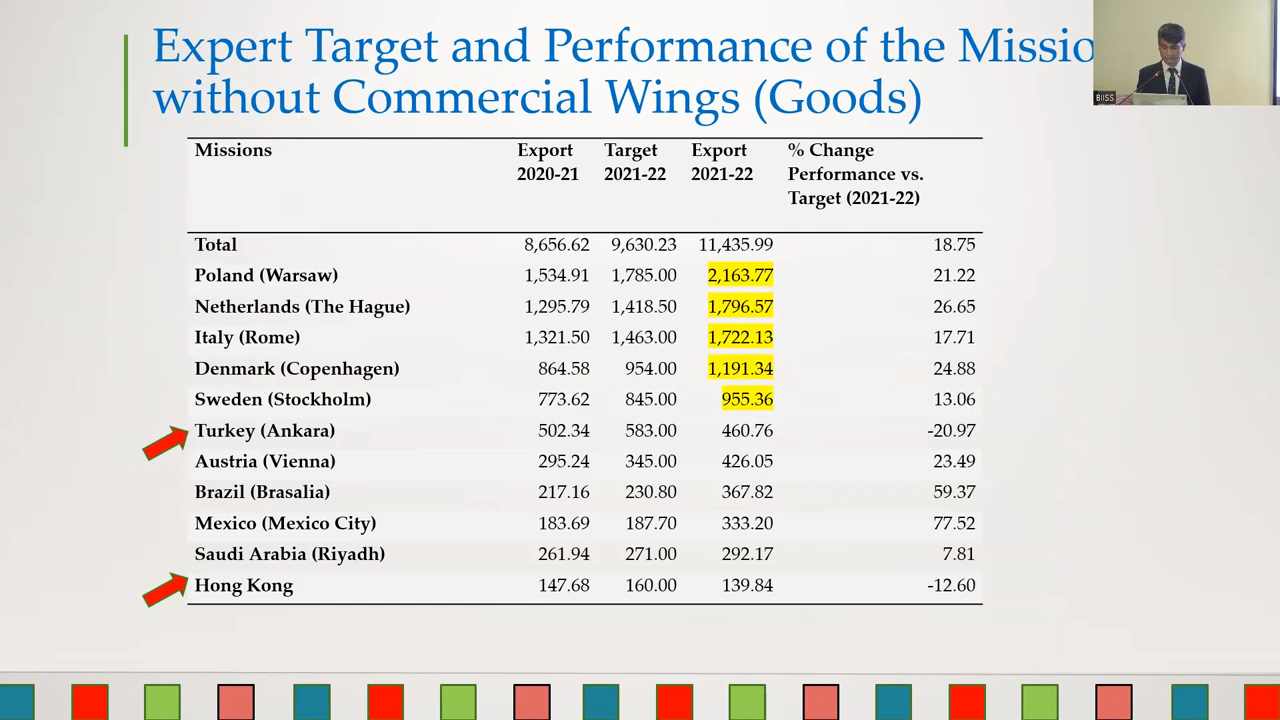 Expert Target and Performance of the Missio
without Commercial Wings (Goods)
BIISS
Missions Export 2020-21 Target 2021-22 Export 2021-22 % Change Performance vs. Target (2021-22)
Total 8,656.62 9,630.23 11,435.99 18.75
Poland (Warsaw) 1,534.91 1,785.00 2,163.77 21.22
Netherlands (The Hague) 1,295.79 1,418.50 1,796.57 26.65
Italy (Rome) 1,321.50 1,463.00 1,722.13 17.71
Denmark (Copenhagen) 864.58 954.00 1,191.34 24.88
Sweden (Stockholm) 773.62 845.00 955.36 13.06
Turkey (Ankara) 502.34 583.00 460.76 -20.97
Austria (Vienna) 295.24 345.00 426.05 23.49
Brazil (Brasalia) 217.16 230.80 367.82 59.37
Mexico (Mexico City) 183.69 187.70 333.20 77.52
Saudi Arabia (Riyadh) 261.94 271.00 292.17 7.81
Hong Kong 147.68 160.00 139.84 -12.60